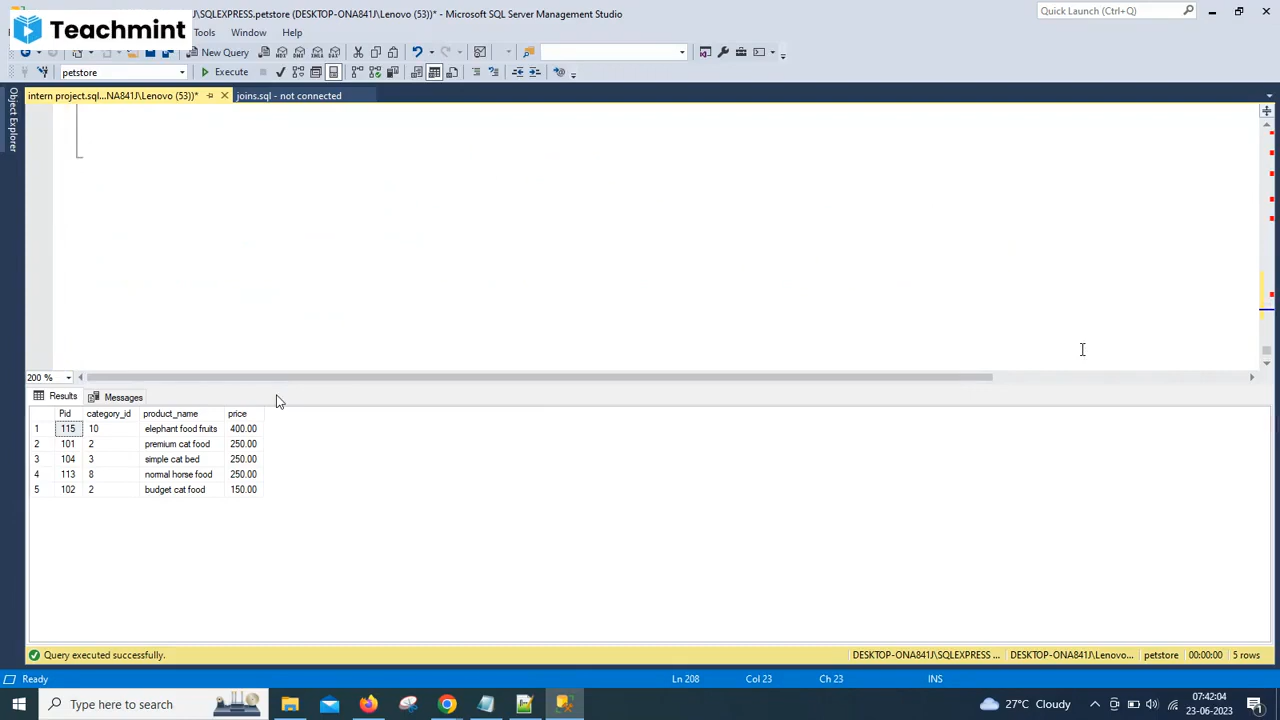 J\SQLEXPRESS.petstore (DESKTOP-ONA841J\Lenovo (53))* - Microsoft SQL Server Management Studio
Quick Launch (Ctrl+Q)
Teachmint
Tools Window Help
New Query
petstore
Execute
intern project.sql...NA841J\Lenovo (53))* joins.sql - not connected
Object Explorer
200 %
Results Messages
Pid category_id product_name price
1 115 10 elephant food fruits 400.00
2 101 2 premium cat food 250.00
3 104 3 simple cat bed 250.00
4 113 8 normal horse food 250.00
5 102 2 budget cat food 150.00
Query executed successfully. DESKTOP-ONA841J\SQLEXPRESS ... DESKTOP-ONA841J\Lenovo... petstore 00:00:00 5 rows
Ready Ln 208 Col 23 Ch 23 INS
Type here to search
27°C Cloudy
07:42:04
23-06-2023